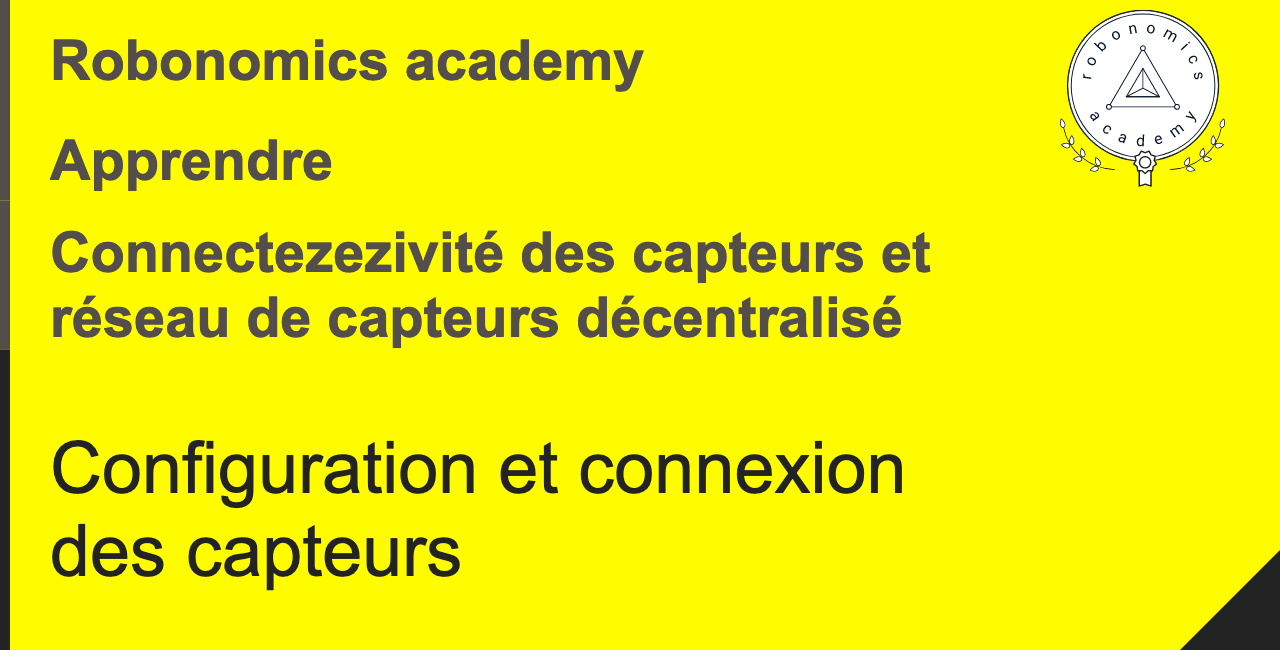 Robonomics academy
Apprendre
Connectezezivité des capteurs et
réseau de capteurs décentralisé
Configuration et connexion
des capteurs
robonomics
academy